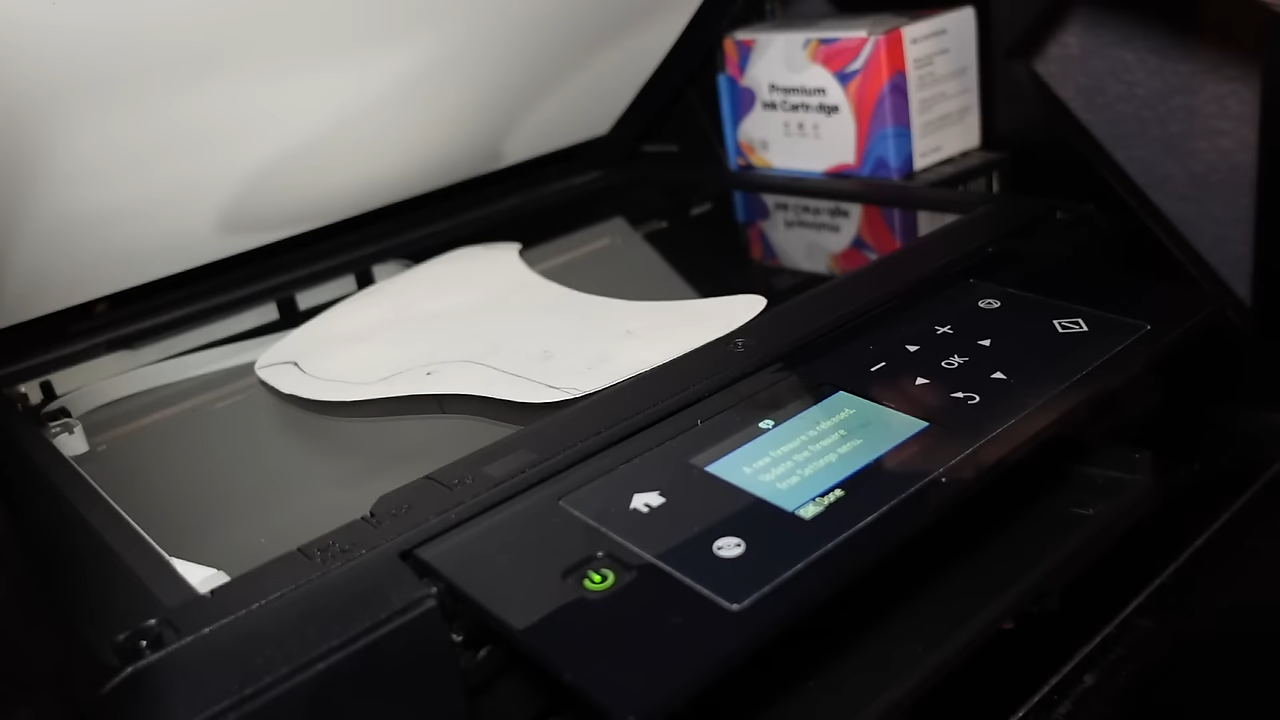 Premium
Ink Cartridge
A new firmware is released.
Update the firmware
from Settings menu.
OK Done
OK